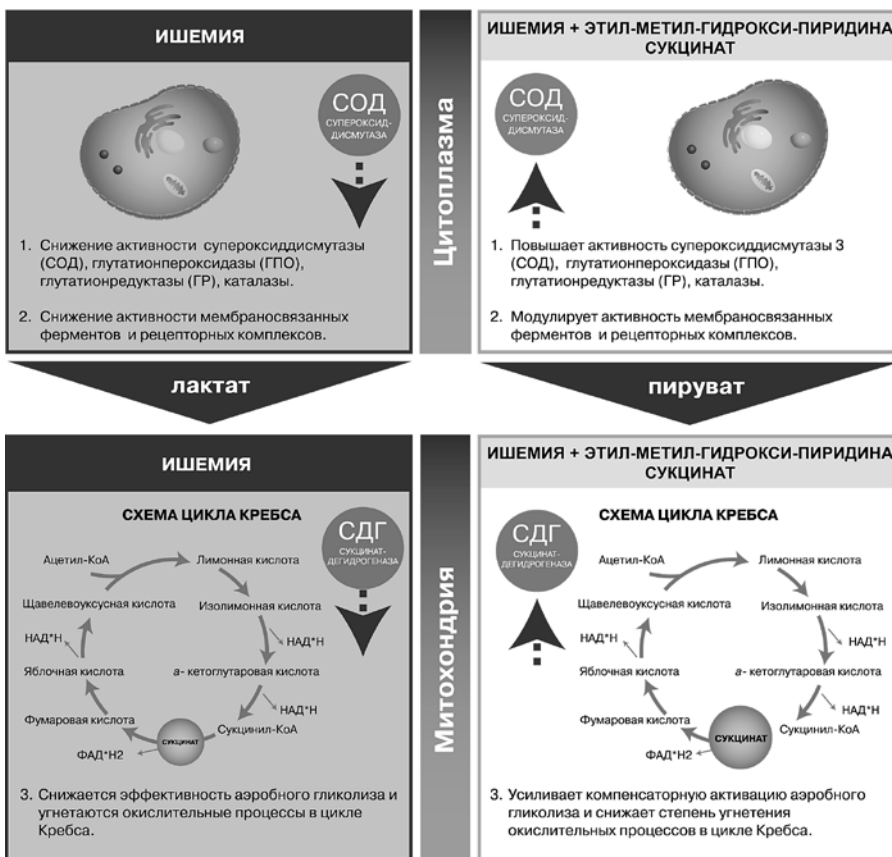 ИШЕМИЯ
СОД
СУПЕРОКСИД-
ДИСМУТАЗА
1. Снижение активности супероксиддисмутазы
(СОД), глутатионпероксидазы (ГПО),
глутатионредуктазы (ГР), каталазы.
2. Снижение активности мембраносвязанных
ферментов и рецепторных комплексов.
Цитоплазма
ИШЕМИЯ + ЭТИЛ-МЕТИЛ-ГИДРОКСИ-ПИРИДИНА
СУКЦИНАТ
СОД
СУПЕРОКСИД-
ДИСМУТАЗА
1. Повышает активность супероксиддисмутазы 3
(СОД), глутатионпероксидазы (ГПО),
глутатионредуктазы (ГР), каталазы.
2. Модулирует активность мембраносвязанных
ферментов и рецепторных комплексов.
лактат
пируват
ИШЕМИЯ
СХЕМА ЦИКЛА КРЕБСА
СДГ
СУКЦИНАТ-
ДЕГИДРОГЕНАЗА
Ацетил-КоА
Лимонная кислота
Щавелевоуксусная кислота
Изолимонная кислота
НАД*Н
НАД*Н
Яблочная кислота
а- кетоглутаровая кислота
НАД*Н
Фумаровая кислота
СУКЦИНАТ
Сукцинил-КоА
ФАД*Н2
3. Снижается эффективность аэробного гликолиза и
угнетаются окислительные процессы в цикле
Кребса.
Митохондрия
ИШЕМИЯ + ЭТИЛ-МЕТИЛ-ГИДРОКСИ-ПИРИДИНА
СУКЦИНАТ
СДГ
СУКЦИНАТ-
ДЕГИДРОГЕНАЗА
СХЕМА ЦИКЛА КРЕБСА
Ацетил-КоА
Лимонная кислота
Щавелевоуксусная кислота
Изолимонная кислота
НАД*Н
НАД*Н
Яблочная кислота
а- кетоглутаровая кислота
НАД*Н
Фумаровая кислота
СУКЦИНАТ
Сукцинил-КоА
ФАД*Н2
3. Усиливает компенсаторную активацию аэробного
гликолиза и снижает степень угнетения
окислительных процессов в цикле Кребса.